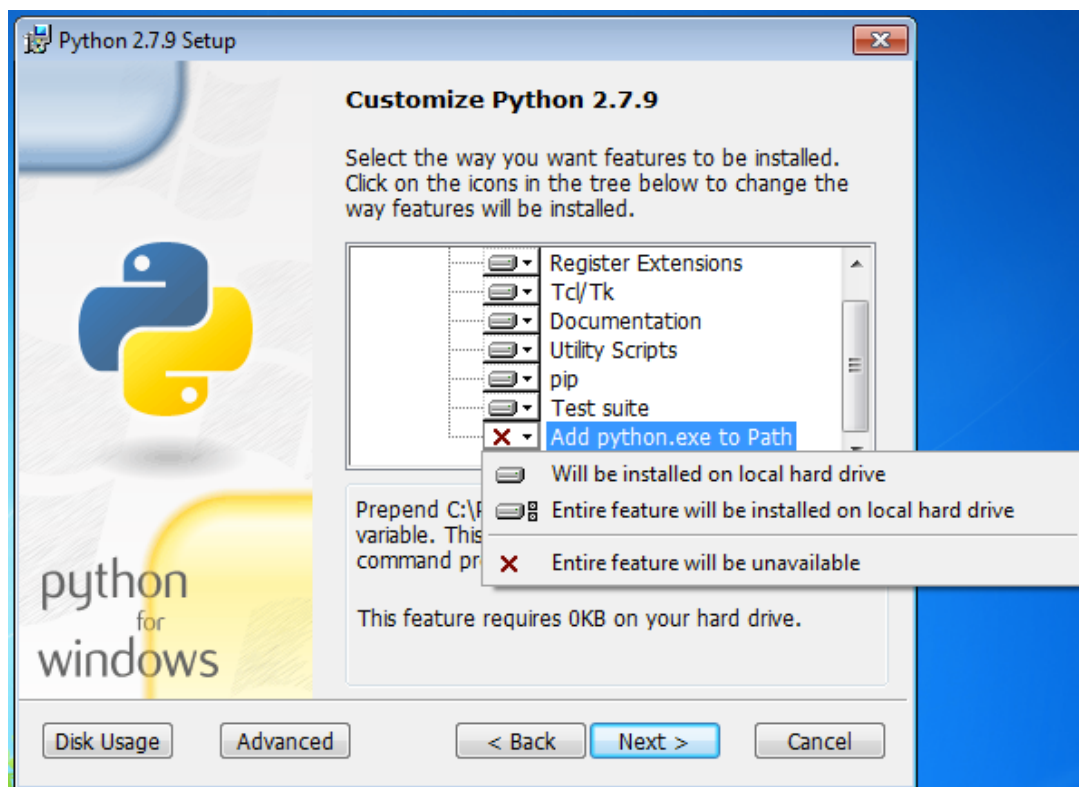 Python 2.7.9 Setup
Customize Python 2.7.9
Select the way you want features to be installed.
Click on the icons in the tree below to change the
way features will be installed.
Register Extensions
Tcl/Tk
Documentation
Utility Scripts
pip
Test suite
Add python.exe to Path
Will be installed on local hard drive
Entire feature will be installed on local hard drive
Entire feature will be unavailable
Prepend C:\
variable. This
command
This feature requires 0KB on your hard drive.
python
for
windows
Disk Usage
Advanced
< Back
Next >
Cancel